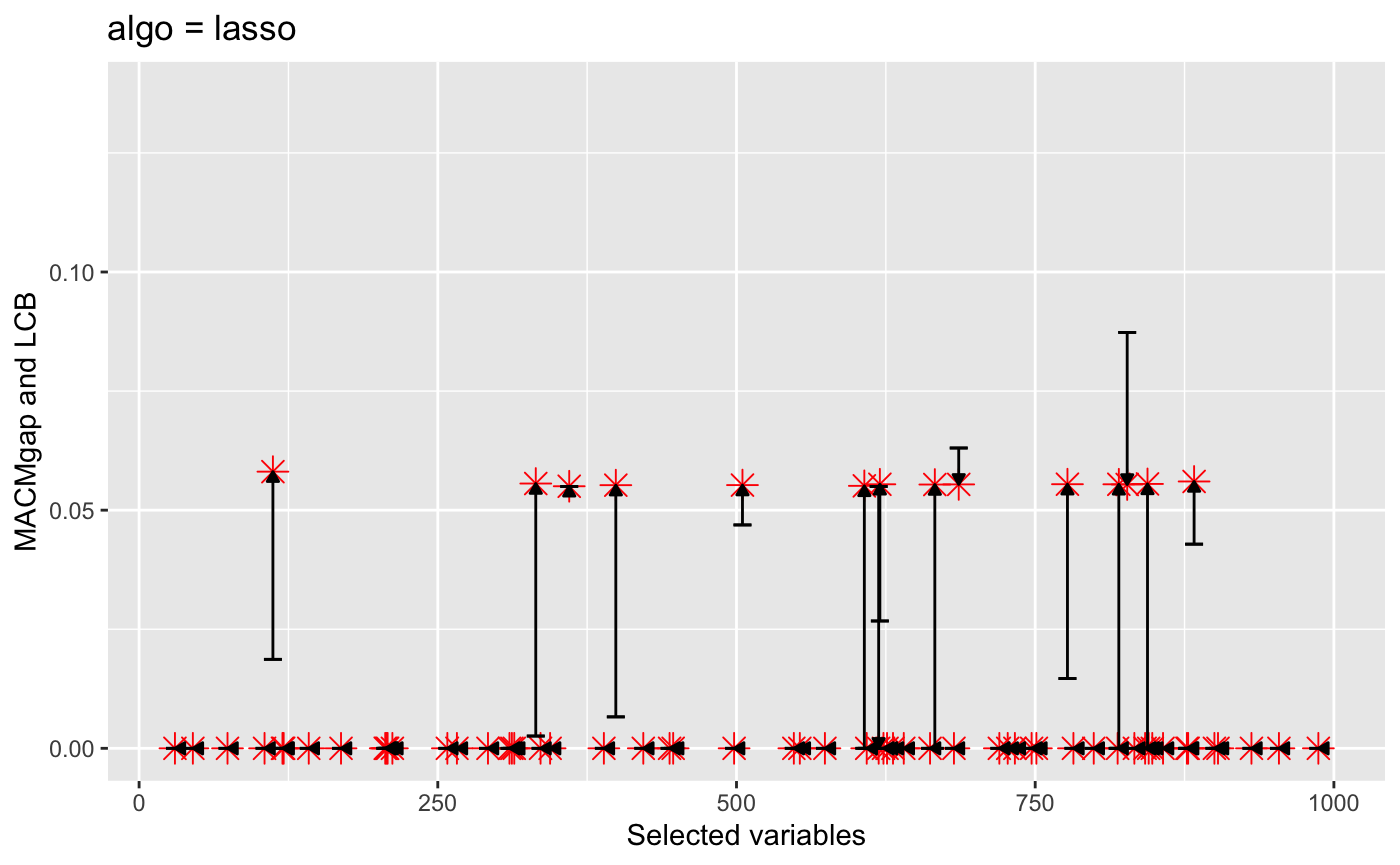 algo = lasso
MACMgap and LCB
0.10
0.05
0.00
0 250 500 750 1000
Selected variables